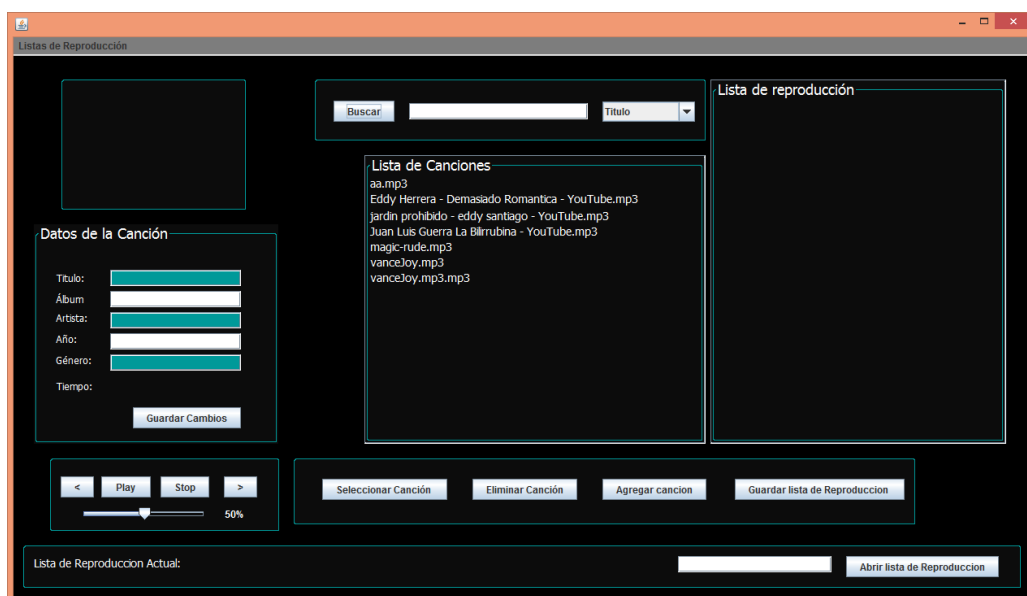 Listas de Reproducción
Buscar
Titulo
Lista de reproducción
Lista de Canciones
aa.mp3
Eddy Herrera - Demasiado Romantica - YouTube.mp3
jardin prohibido - eddy santiago - YouTube.mp3
Juan Luis Guerra La Bilirrubina - YouTube.mp3
magic-rude.mp3
vanceJoy.mp3
vanceJoy.mp3.mp3
Datos de la Canción
Titulo:
Álbum
Artista:
Año:
Género:
Tiempo:
Guardar Cambios
< Play Stop >
50%
Seleccionar Canción Eliminar Canción Agregar cancion Guardar lista de Reproduccion
Lista de Reproduccion Actual:
Abrir lista de Reproduccion